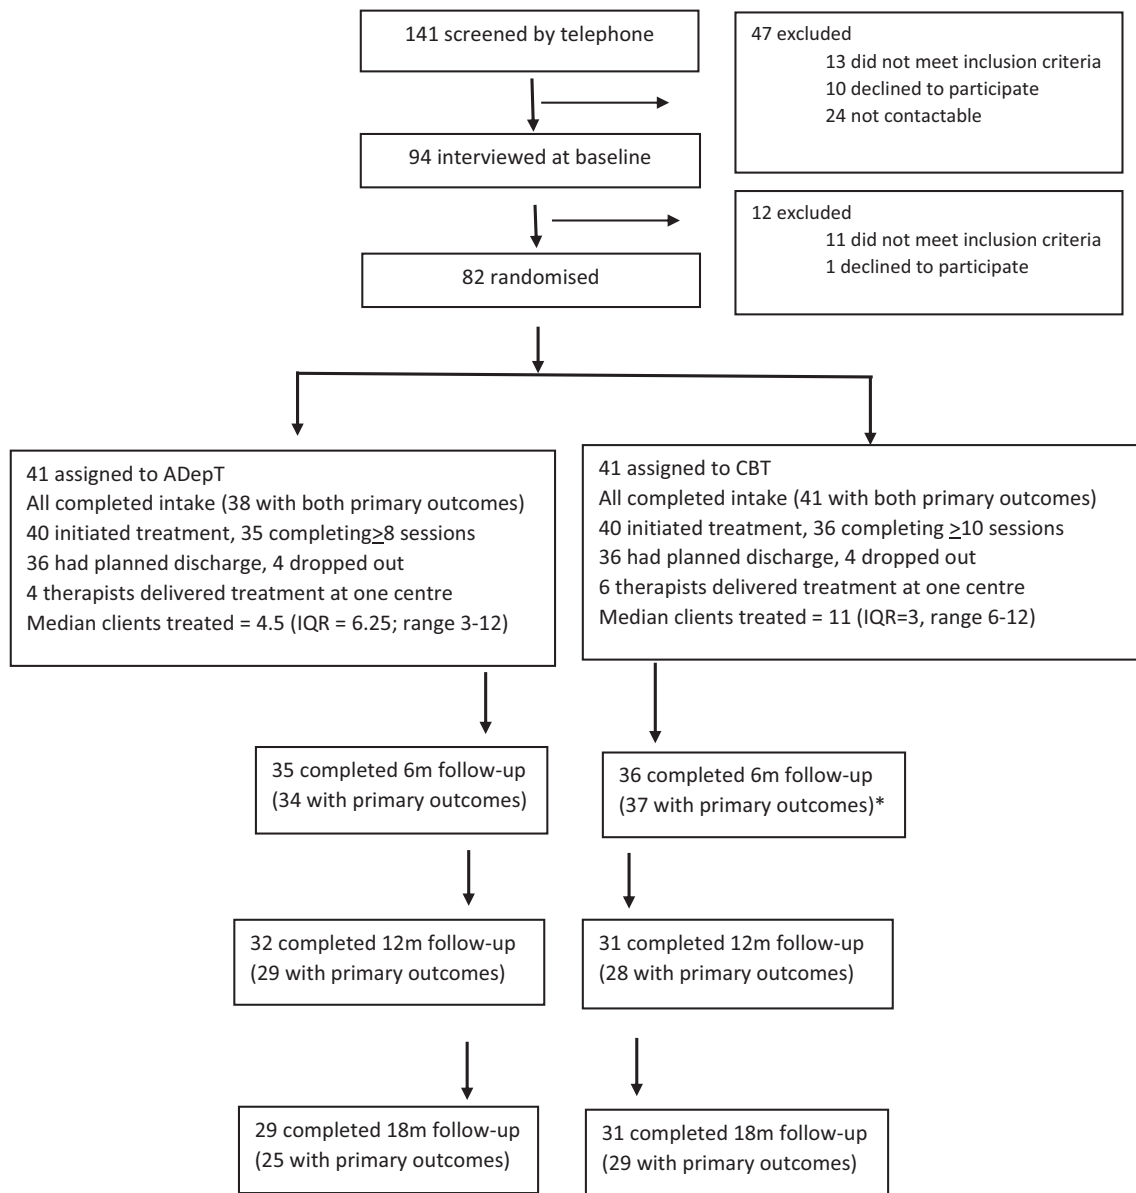 141 screened by telephone
47 excluded
13 did not meet inclusion criteria
10 declined to participate
24 not contactable
94 interviewed at baseline
12 excluded
11 did not meet inclusion criteria
1 declined to participate
82 randomised
41 assigned to ADepT
All completed intake (38 with both primary outcomes)
40 initiated treatment, 35 completing≥8 sessions
36 had planned discharge, 4 dropped out
4 therapists delivered treatment at one centre
Median clients treated = 4.5 (IQR = 6.25; range 3-12)
41 assigned to CBT
All completed intake (41 with both primary outcomes)
40 initiated treatment, 36 completing ≥10 sessions
36 had planned discharge, 4 dropped out
6 therapists delivered treatment at one centre
Median clients treated = 11 (IQR=3, range 6-12)
35 completed 6m follow-up
(34 with primary outcomes)
36 completed 6m follow-up
(37 with primary outcomes)*
32 completed 12m follow-up
(29 with primary outcomes)
31 completed 12m follow-up
(28 with primary outcomes)
29 completed 18m follow-up
(25 with primary outcomes)
31 completed 18m follow-up
(29 with primary outcomes)